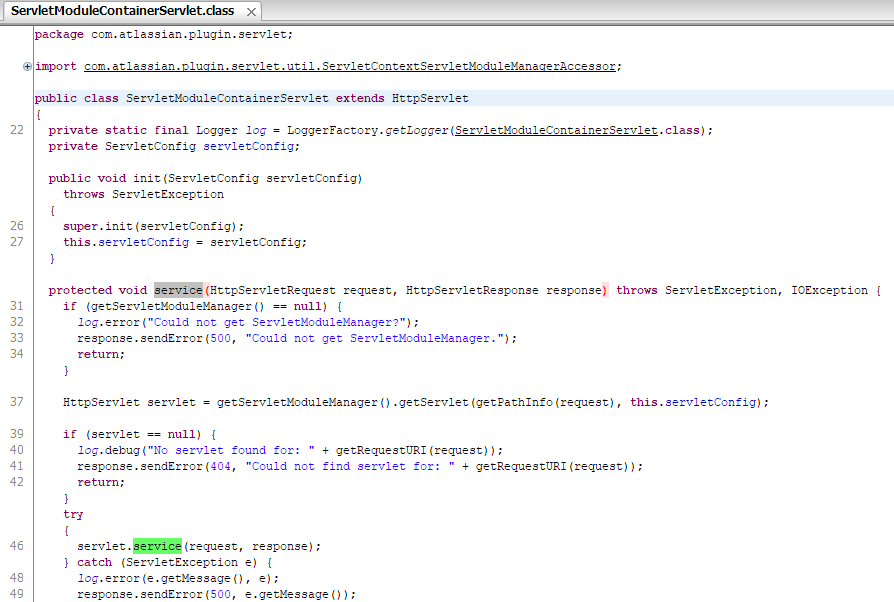 ServletModuleContainerServlet.class
package com.atlassian.plugin.servlet;
import com.atlassian.plugin.servlet.util.ServletContextServletModuleManagerAccessor;
public class ServletModuleContainerServlet extends HttpServlet
{
22 private static final Logger log = LoggerFactory.getLogger(ServletModuleContainerServlet.class);
private ServletConfig servletConfig;
public void init(ServletConfig servletConfig)
throws ServletException
{
26 super.init(servletConfig);
27 this.servletConfig = servletConfig;
}
protected void service(HttpServletRequest request, HttpServletResponse response) throws ServletException, IOException {
31 if (getServletModuleManager() == null) {
32 log.error("Could not get ServletModuleManager?");
33 response.sendError(500, "Could not get ServletModuleManager.");
34 return;
}
37 HttpServlet servlet = getServletModuleManager().getServlet(getPathInfo(request), this.servletConfig);
39 if (servlet == null) {
40 log.debug("No servlet found for: " + getRequestURI(request));
41 response.sendError(404, "Could not find servlet for: " + getRequestURI(request));
42 return;
}
try
{
46 servlet.service(request, response);
} catch (ServletException e) {
48 log.error(e.getMessage(), e);
49 response.sendError(500, e.getMessage());